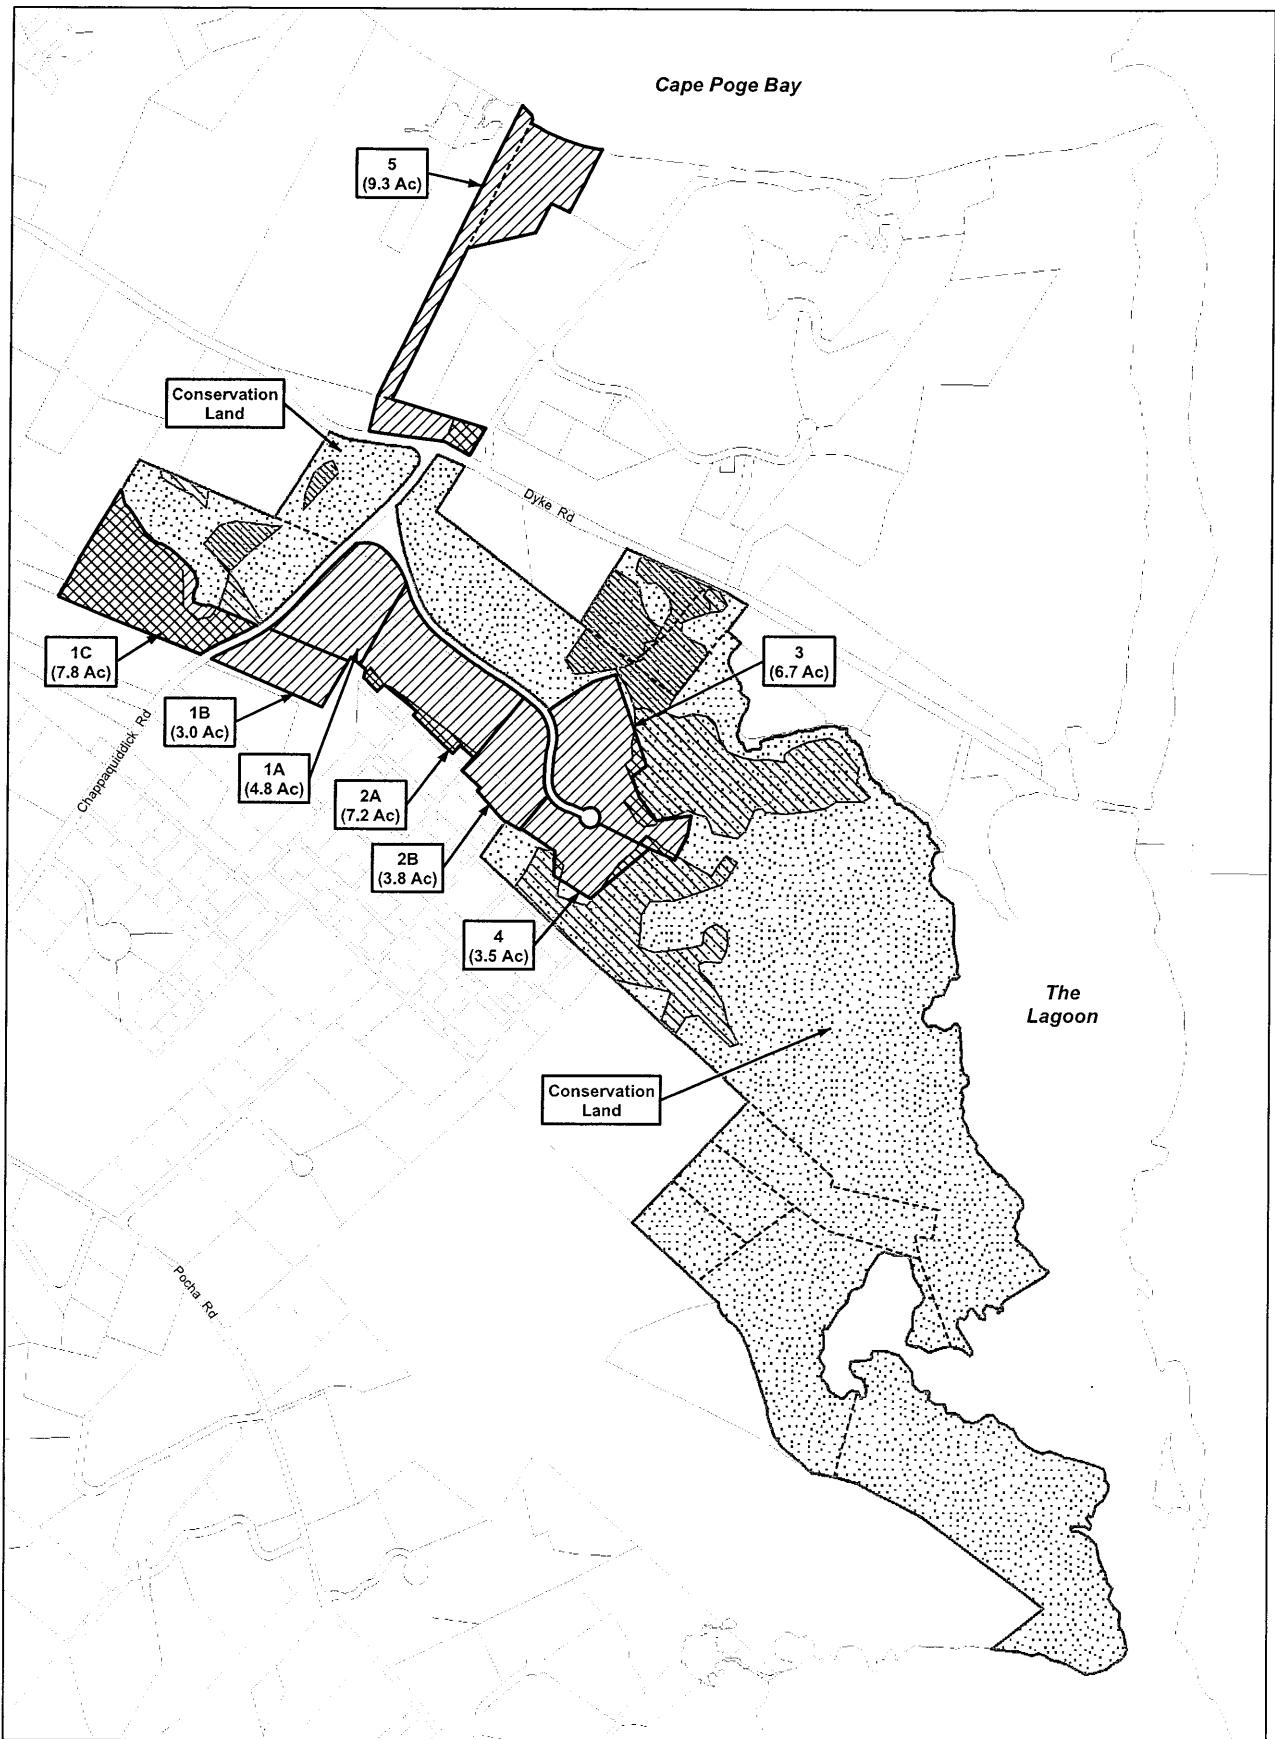 Cape Poge Bay
5
(9.3 Ac)
Conservation
Land
Dyke Rd
1C
(7.8 Ac)
3
(6.7 Ac)
1B
(3.0 Ac)
Chappaquiddick Rd
1A
(4.8 Ac)
2A
(7.2 Ac)
2B
(3.8 Ac)
4
(3.5 Ac)
The
Lagoon
Conservation
Land
Pocha Rd